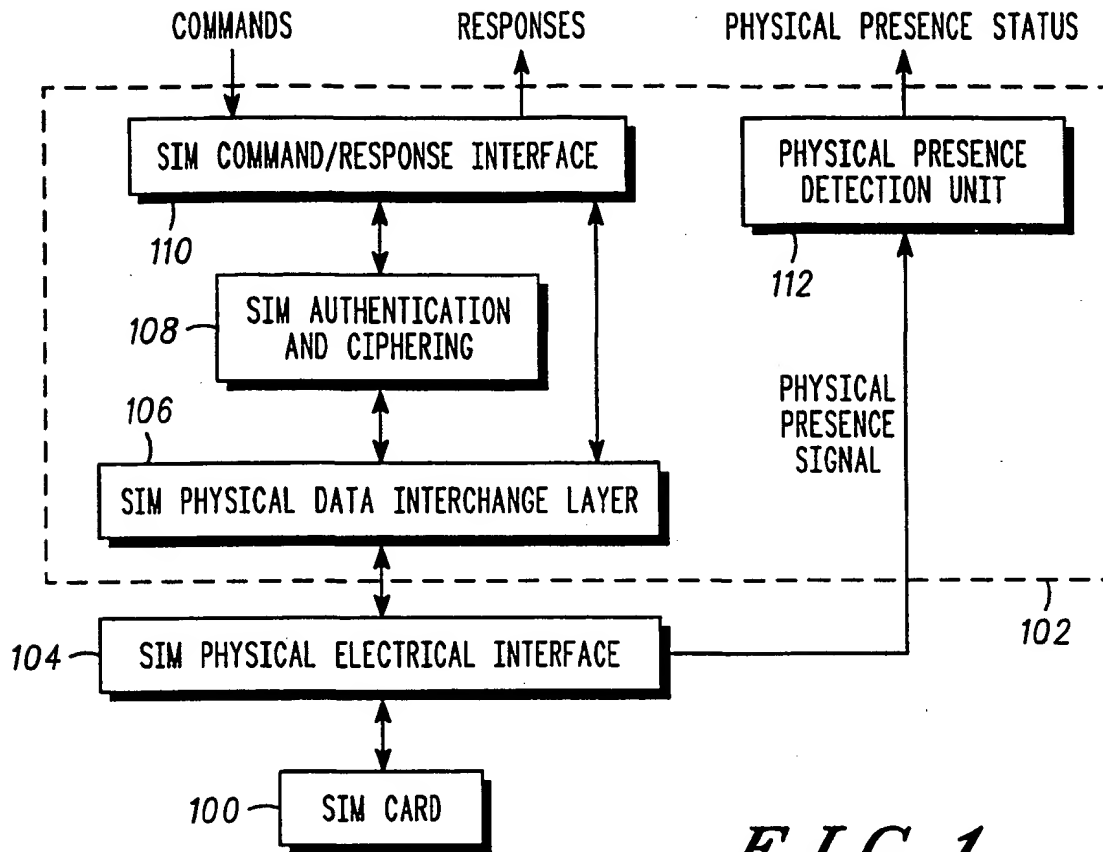 COMMANDS
RESPONSES
PHYSICAL PRESENCE STATUS
SIM COMMAND/RESPONSE INTERFACE
110
PHYSICAL PRESENCE
DETECTION UNIT
112
SIM AUTHENTICATION
AND CIPHERING
108
PHYSICAL
PRESENCE
SIGNAL
106
SIM PHYSICAL DATA INTERCHANGE LAYER
102
104
SIM PHYSICAL ELECTRICAL INTERFACE
100
SIM CARD
FIG. 1